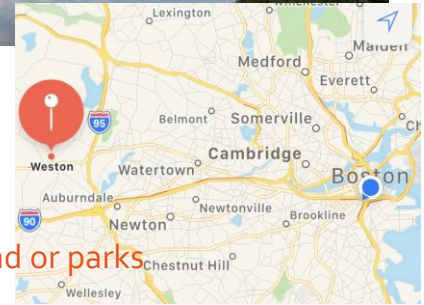 Lexington
Medford
Malden
Everett
95
Belmont
Somerville
Weston
Cambridge
Watertown
Boston
Auburndale
Newtonville
Brookline
90
Newton
or parks
Chestnut Hill
Wellesley